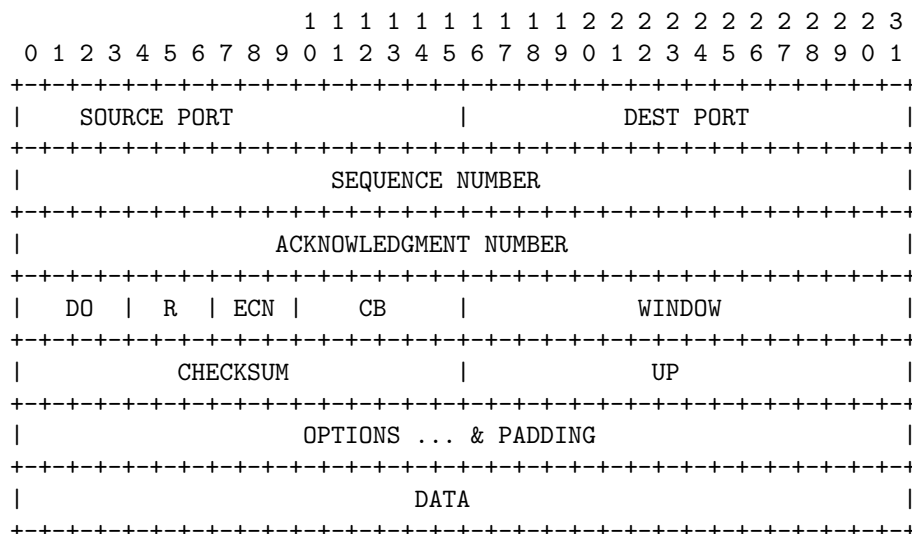 1 1 1 1 1 1 1 1 1 1 2 2 2 2 2 2 2 2 2 2 2 3
0 1 2 3 4 5 6 7 8 9 0 1 2 3 4 5 6 7 8 9 0 1 2 3 4 5 6 7 8 9 0 1
+-+-+-+-+-+-+-+-+-+-+-+-+-+-+-+-+-+-+-+-+-+-+-+-+-+-+-+-+-+-+-+-+
| SOURCE PORT | DEST PORT |
+-+-+-+-+-+-+-+-+-+-+-+-+-+-+-+-+-+-+-+-+-+-+-+-+-+-+-+-+-+-+-+-+
| SEQUENCE NUMBER |
+-+-+-+-+-+-+-+-+-+-+-+-+-+-+-+-+-+-+-+-+-+-+-+-+-+-+-+-+-+-+-+-+
| ACKNOWLEDGMENT NUMBER |
+-+-+-+-+-+-+-+-+-+-+-+-+-+-+-+-+-+-+-+-+-+-+-+-+-+-+-+-+-+-+-+-+
| DO | R | ECN | CB | WINDOW |
+-+-+-+-+-+-+-+-+-+-+-+-+-+-+-+-+-+-+-+-+-+-+-+-+-+-+-+-+-+-+-+-+
| CHECKSUM | UP |
+-+-+-+-+-+-+-+-+-+-+-+-+-+-+-+-+-+-+-+-+-+-+-+-+-+-+-+-+-+-+-+-+
| OPTIONS ... & PADDING |
+-+-+-+-+-+-+-+-+-+-+-+-+-+-+-+-+-+-+-+-+-+-+-+-+-+-+-+-+-+-+-+-+
| DATA |
+-+-+-+-+-+-+-+-+-+-+-+-+-+-+-+-+-+-+-+-+-+-+-+-+-+-+-+-+-+-+-+-+